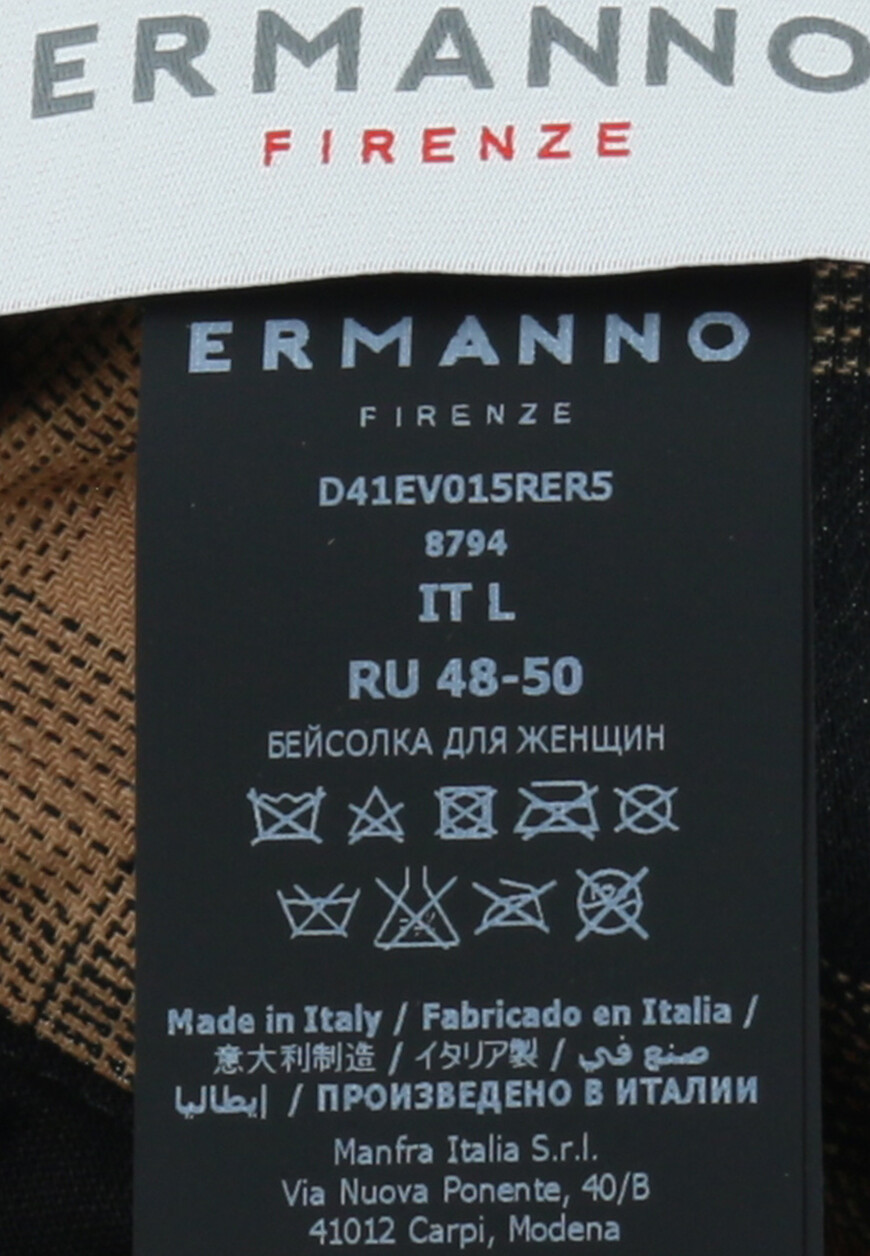 ERMANNO
FIRENZE
ERMANNO
FIRENZE
D41EV015RER5
8794
IT L
RU 48-50
БЕЙСОЛКА ДЛЯ ЖЕНЩИН
Made in Italy / Fabricado en Italia /
意大利制造 / イタリア製 / صنع في
إيطاليا / ПРОИЗВЕДЕНО В ИТАЛИИ
Manfra Italia S.r.l.
Via Nuova Ponente, 40/B
41012 Carpi, Modena